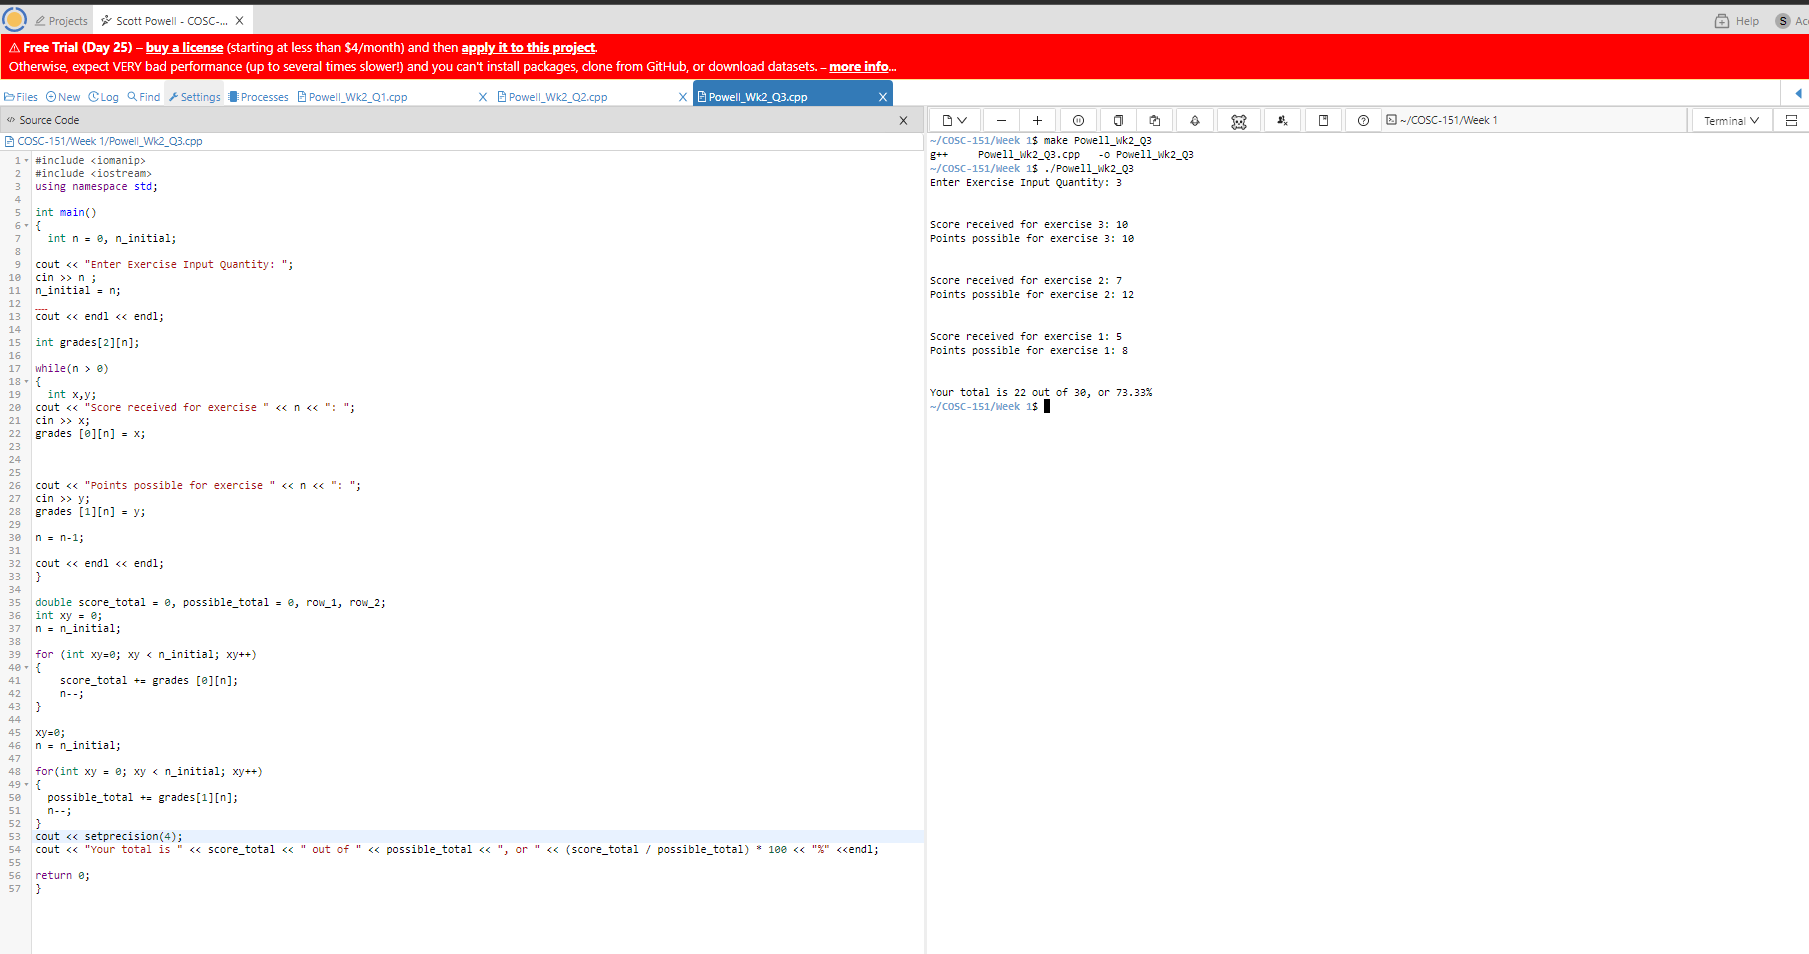 Projects
Scott Powell - COSC-...
Help
S Ac
Free Trial (Day 25) – buy a license (starting at less than $4/month) and then apply it to this project.
Otherwise, expect VERY bad performance (up to several times slower!) and you can't install packages, clone from GitHub, or download datasets. – more info...
Files New Log Find Settings Processes Powell_Wk2_Q1.cpp Powell_Wk2_Q2.cpp Powell_Wk2_Q3.cpp
Source Code
COSC-151/Week 1/Powell_Wk2_Q3.cpp
1 #include <iomanip>
2 #include <iostream>
3 using namespace std;
4
5 int main()
6 {
7 int n = 0, n_initial;
8
9 cout << "Enter Exercise Input Quantity: ";
10 cin >> n ;
11 n_initial = n;
12
13 cout << endl << endl;
14
15 int grades[2][n];
16
17 while(n > 0)
18 {
19 int x,y;
20 cout << "Score received for exercise " << n << ": ";
21 cin >> x;
22 grades [0][n] = x;
23
24
25
26 cout << "Points possible for exercise " << n << ": ";
27 cin >> y;
28 grades [1][n] = y;
29
30 n = n-1;
31
32 cout << endl << endl;
33 }
34
35 double score_total = 0, possible_total = 0, row_1, row_2;
36 int xy = 0;
37 n = n_initial;
38
39 for (int xy=0; xy < n_initial; xy++)
40 {
41 score_total += grades [0][n];
42 n--;
43 }
44
45 xy=0;
46 n = n_initial;
47
48 for(int xy = 0; xy < n_initial; xy++)
49 {
50 possible_total += grades[1][n];
51 n--;
52 }
53 cout << setprecision(4);
54 cout << "Your total is " << score_total << " out of " << possible_total << ", or " << (score_total / possible_total) * 100 << "%" <<endl;
55
56 return 0;
57 }
~/COSC-151/Week 1
Terminal
~/COSC-151/Week 1$ make Powell_Wk2_Q3
g++ Powell_Wk2_Q3.cpp -o Powell_Wk2_Q3
~/COSC-151/Week 1$ ./Powell_Wk2_Q3
Enter Exercise Input Quantity: 3
Score received for exercise 3: 10
Points possible for exercise 3: 10
Score received for exercise 2: 7
Points possible for exercise 2: 12
Score received for exercise 1: 5
Points possible for exercise 1: 8
Your total is 22 out of 30, or 73.33%
~/COSC-151/Week 1$